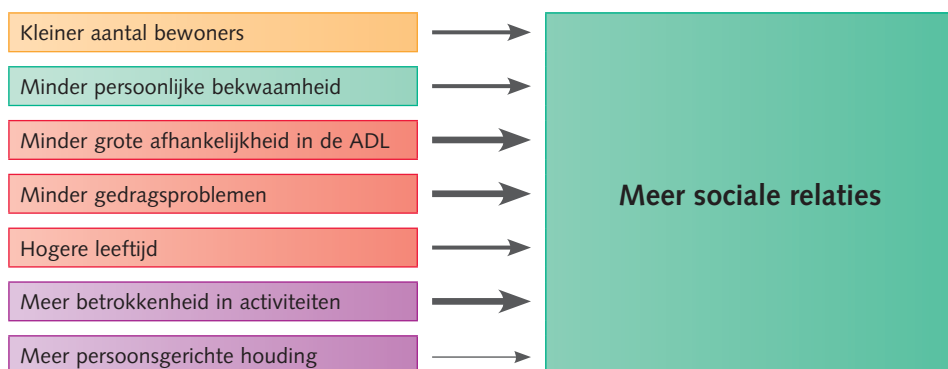 Kleiner aantal bewoners
Minder persoonlijke bekwaamheid
Minder grote afhankelijkheid in de ADL
Minder gedragsproblemen
Hogere leeftijd
Meer betrokkenheid in activiteiten
Meer persoonsgerichte houding
Meer sociale relaties